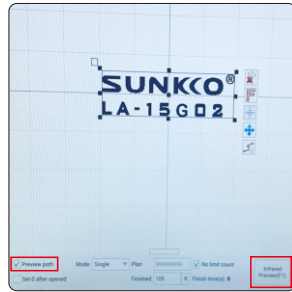 SUNKKO®
LA-15G02
Preview path
Mode Single Plan
No limit count
Set 0 after opened
Finished 100
R Finish time(s): 0
Infrared
Preview(F1)